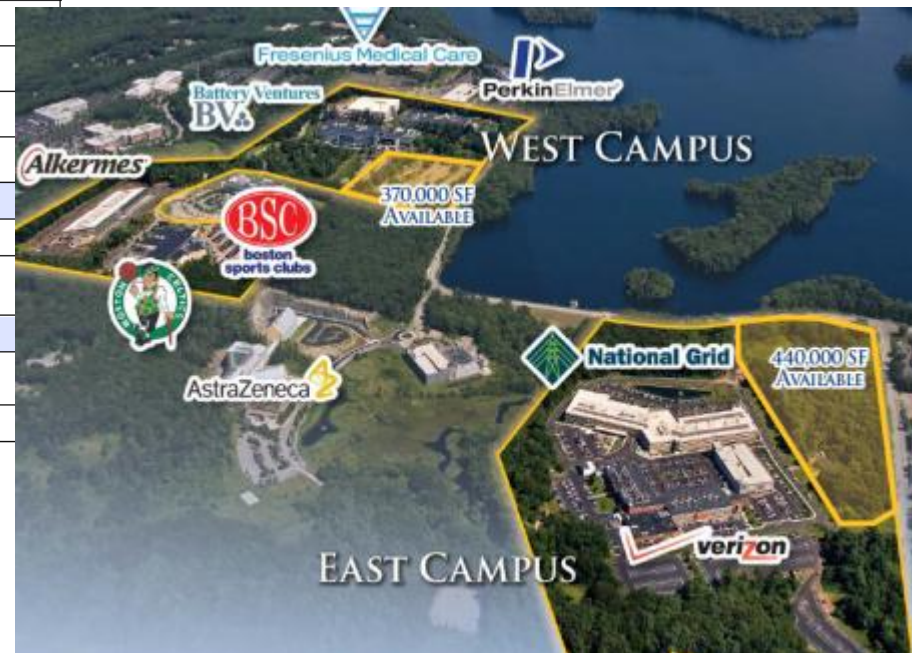 Fresenius Medical Care
PerkinElmer
Battery Ventures
BV
WEST CAMPUS
Alkermes
370,000 SF
AVAILABLE
BSC
boston
sports clubs
BOSTON
CELTICS
National Grid
440,000 SF
AVAILABLE
AstraZeneca
AZ
verizon
EAST CAMPUS